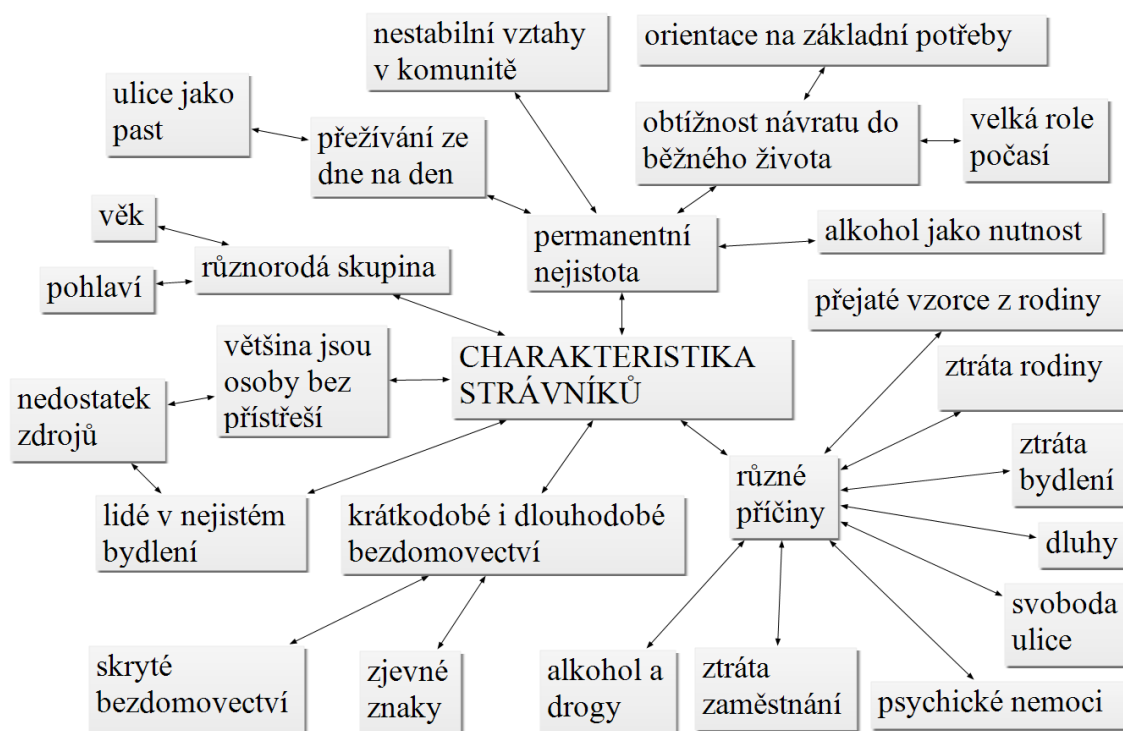 nestabilní vztahy
v komunitě
orientace na základní potřeby
ulice jako
past
přežívání ze
dne na den
obtížnost návratu do
běžného života
velká role
počasí
věk
různorodá skupina
pohlaví
permanentní
nejistota
alkohol jako nutnost
přejaté vzorce z rodiny
většina jsou
osoby bez
přístřeší
CHARAKTERISTIKA
STRÁVNÍKŮ
ztráta rodiny
nedostatek
zdrojů
ztráta
bydlení
různé
příčiny
lidé v nejistém
bydlení
krátkodobé i dlouhodobé
bezdomovectví
dluhy
svoboda
ulice
skryté
bezdomovectví
zjevné
znaky
alkohol a
drogy
ztráta
zaměstnání
psychické nemoci